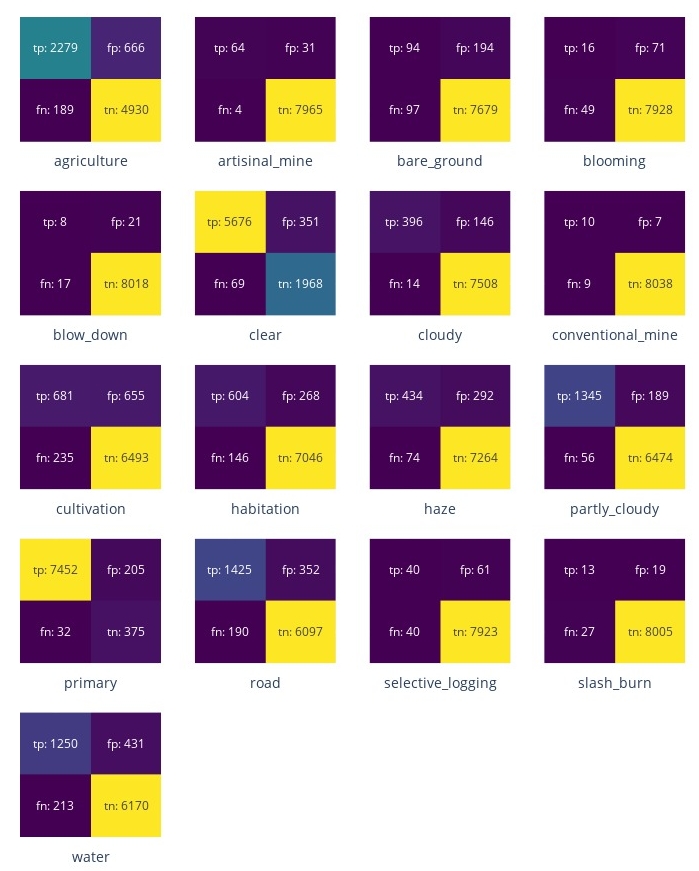 tp: 2279 fp: 666 tp: 64 fp: 31 tp: 94 fp: 194 tp: 16 fp: 71
fn: 189 tn: 4930 fn: 4 tn: 7965 fn: 97 tn: 7679 fn: 49 tn: 7928
agriculture artisinal_mine bare_ground blooming
tp: 8 fp: 21 tp: 5676 fp: 351 tp: 396 fp: 146 tp: 10 fp: 7
fn: 17 tn: 8018 fn: 69 tn: 1968 fn: 14 tn: 7508 fn: 9 tn: 8038
blow_down clear cloudy conventional_mine
tp: 681 fp: 655 tp: 604 fp: 268 tp: 434 fp: 292 tp: 1345 fp: 189
fn: 235 tn: 6493 fn: 146 tn: 7046 fn: 74 tn: 7264 fn: 56 tn: 6474
cultivation habitation haze partly_cloudy
tp: 7452 fp: 205 tp: 1425 fp: 352 tp: 40 fp: 61 tp: 13 fp: 19
fn: 32 tn: 375 fn: 190 tn: 6097 fn: 40 tn: 7923 fn: 27 tn: 8005
primary road selective_logging slash_burn
tp: 1250 fp: 431
fn: 213 tn: 6170
water